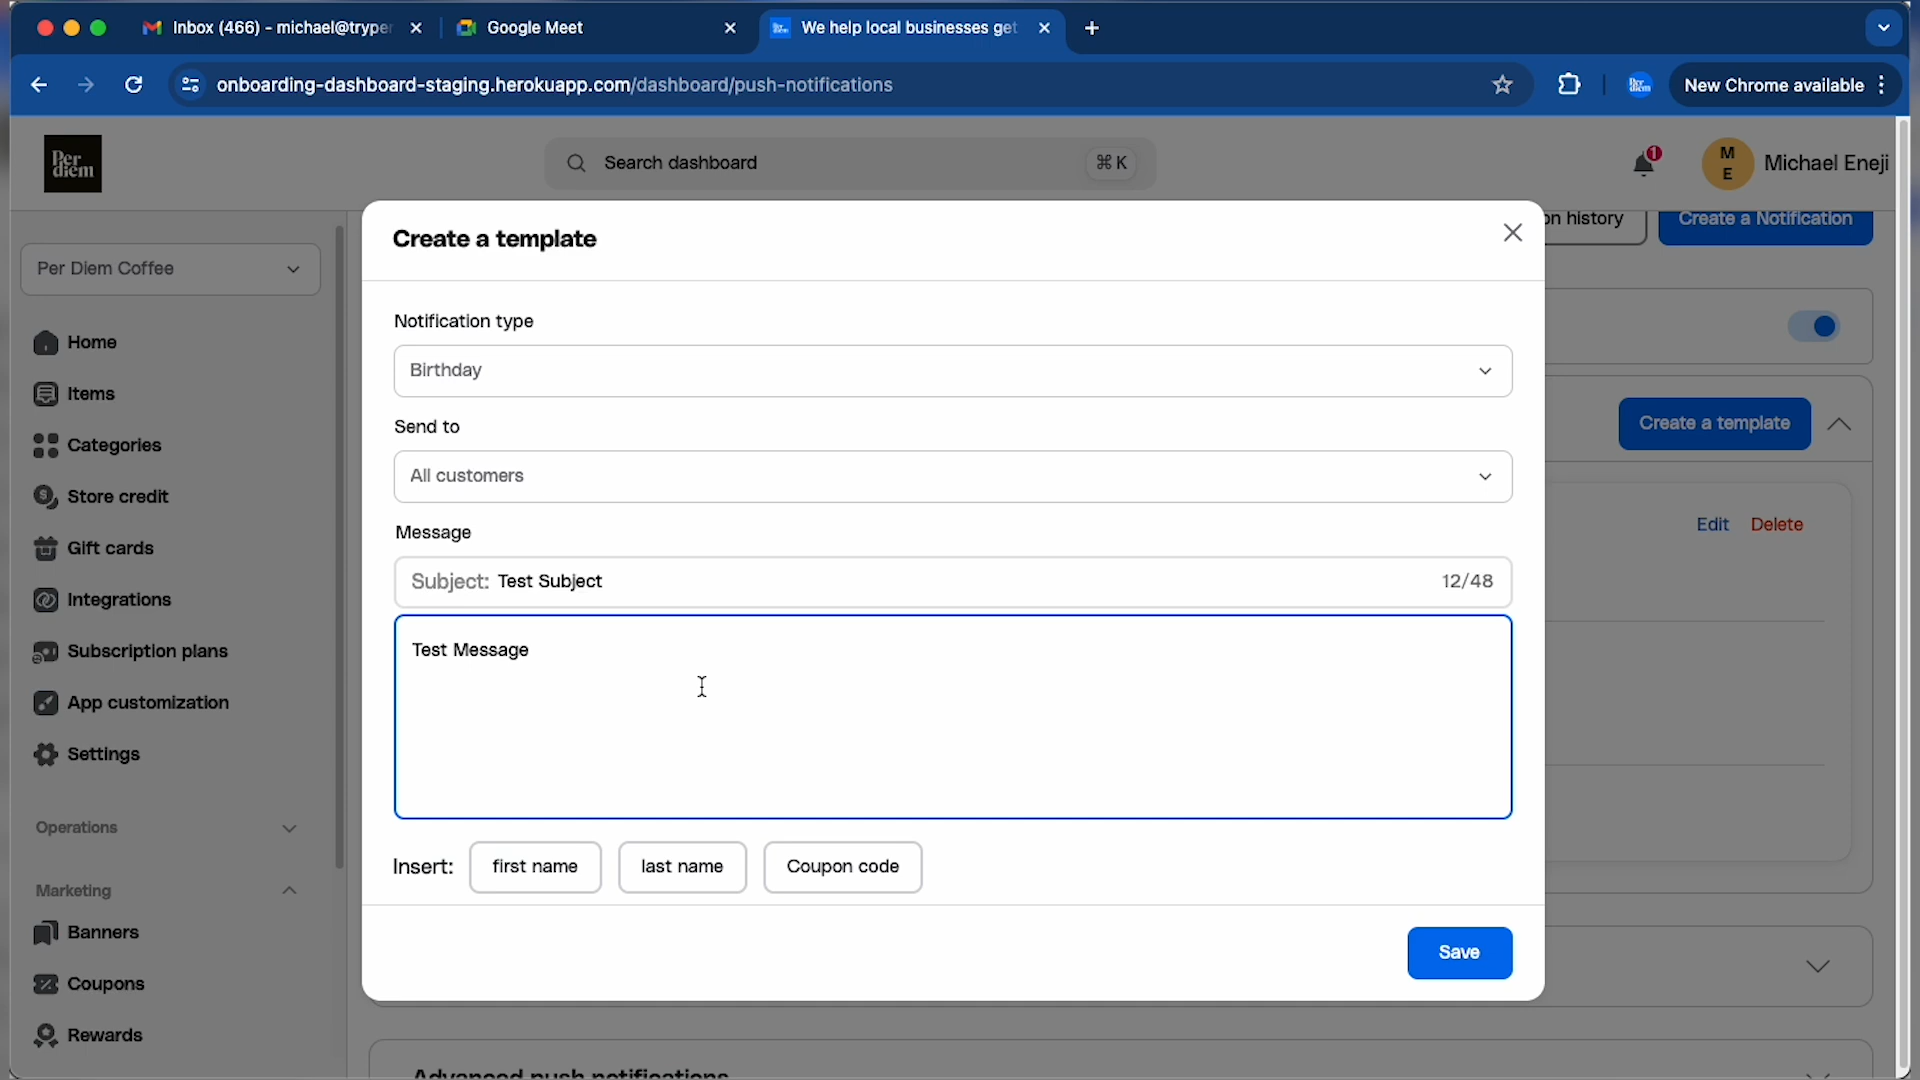 Inbox (466) - michael@tryper
Google Meet
We help local businesses get
onboarding-dashboard-staging.herokuapp.com/dashboard/push-notifications
New Chrome available
Per
diem
Search dashboard
⌘ K
1
M
E
Michael Eneji
on history
Create a Notification
Per Diem Coffee
Home
Items
Categories
Store credit
Gift cards
Integrations
Subscription plans
App customization
Settings
Operations
Marketing
Banners
Coupons
Rewards
Create a template
Notification type
Birthday
Send to
All customers
Message
Subject: Test Subject
12/48
Test Message
Insert:
first name
last name
Coupon code
Save
Create a template
Edit
Delete
Advanced push notifications